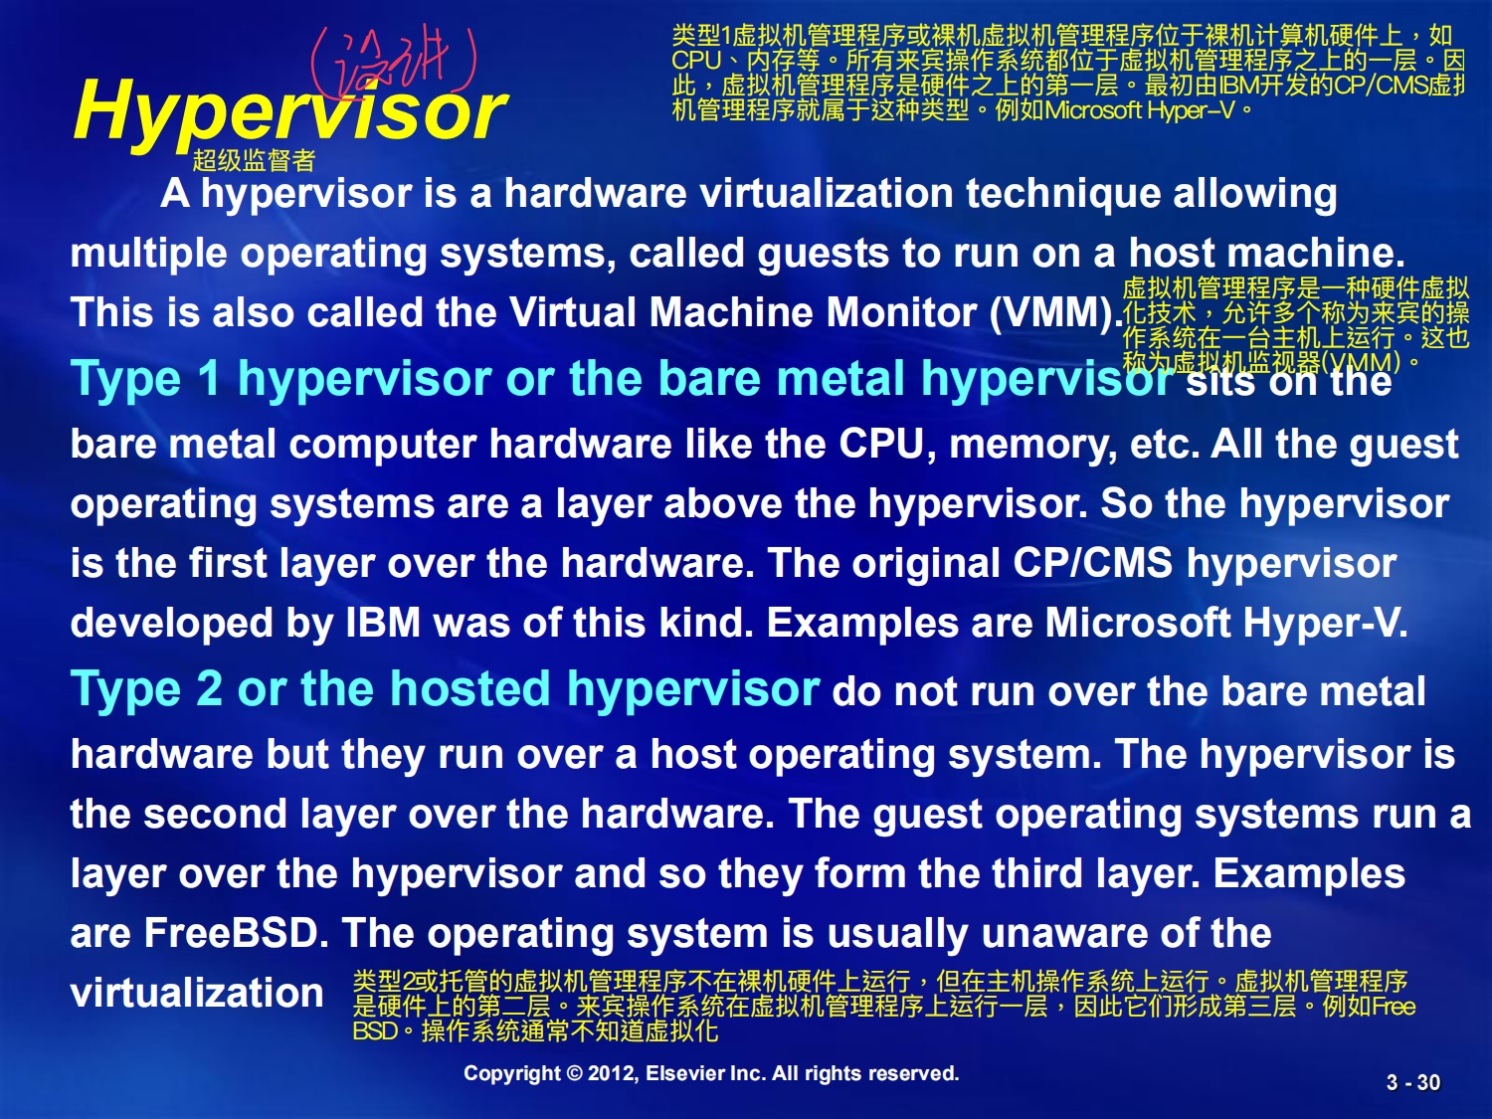 Hypervisor
超级监督者
类型1虚拟机管理程序或裸机虚拟机管理程序位于裸机计算机硬件上，如
CPU、内存等。所有来宾操作系统都位于虚拟机管理程序之上的一层。因
此，虚拟机管理程序是硬件之上的第一层。最初由IBM开发的CP/CMS虚拟
机管理程序就属于这种类型。例如Microsoft Hyper-V。
A hypervisor is a hardware virtualization technique allowing
multiple operating systems, called guests to run on a host machine.
This is also called the Virtual Machine Monitor (VMM).
虚拟机管理程序是一种硬件虚拟
化技术，允许多个称为来宾的操
作系统在一台主机上运行。这也
称为虚拟机监视器(VMM)。
Type 1 hypervisor or the bare metal hypervisor sits on the
bare metal computer hardware like the CPU, memory, etc. All the guest
operating systems are a layer above the hypervisor. So the hypervisor
is the first layer over the hardware. The original CP/CMS hypervisor
developed by IBM was of this kind. Examples are Microsoft Hyper-V.
Type 2 or the hosted hypervisor do not run over the bare metal
hardware but they run over a host operating system. The hypervisor is
the second layer over the hardware. The guest operating systems run a
layer over the hypervisor and so they form the third layer. Examples
are FreeBSD. The operating system is usually unaware of the
virtualization
类型2或托管的虚拟机管理程序不在裸机硬件上运行，但在主机操作系统上运行。虚拟机管理程序
是硬件上的第二层。来宾操作系统在虚拟机管理程序上运行一层，因此它们形成第三层。例如Free
BSD。操作系统通常不知道虚拟化
Copyright © 2012, Elsevier Inc. All rights reserved.
3 - 30